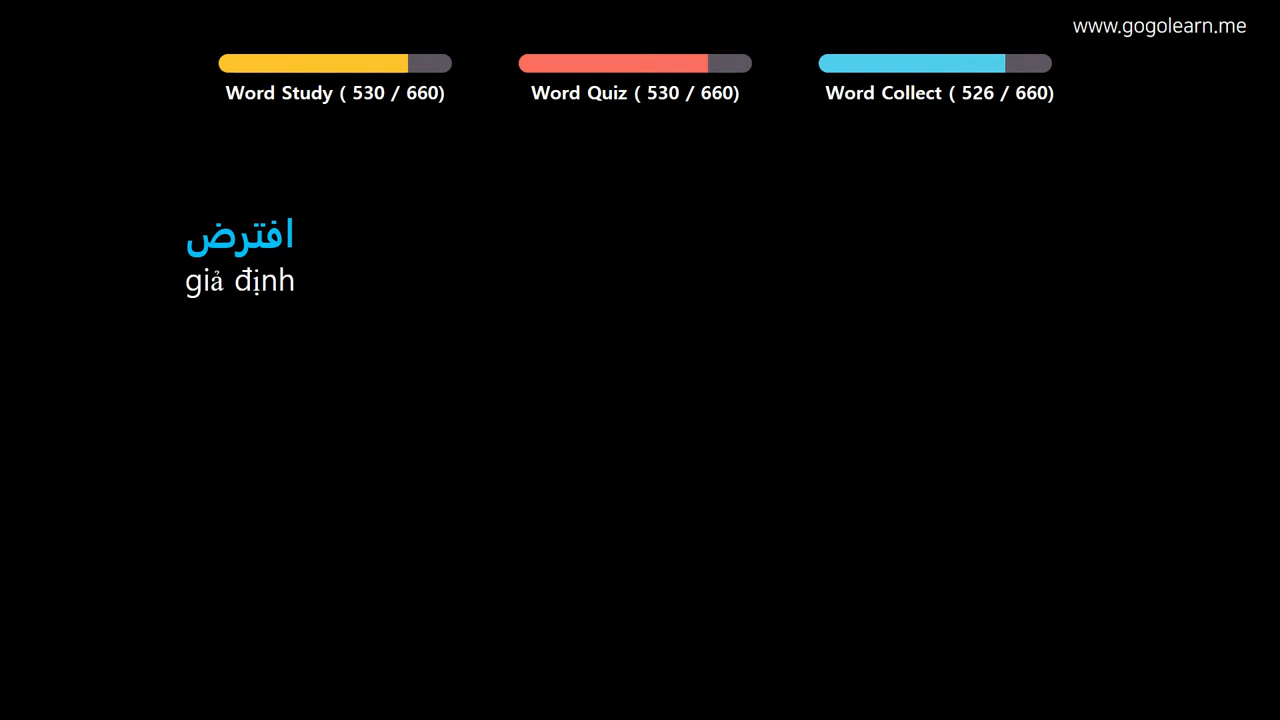 www.gogolearn.me
Word Study ( 530 / 660)
Word Quiz ( 530 / 660)
Word Collect ( 526 / 660)
افترض
giả định